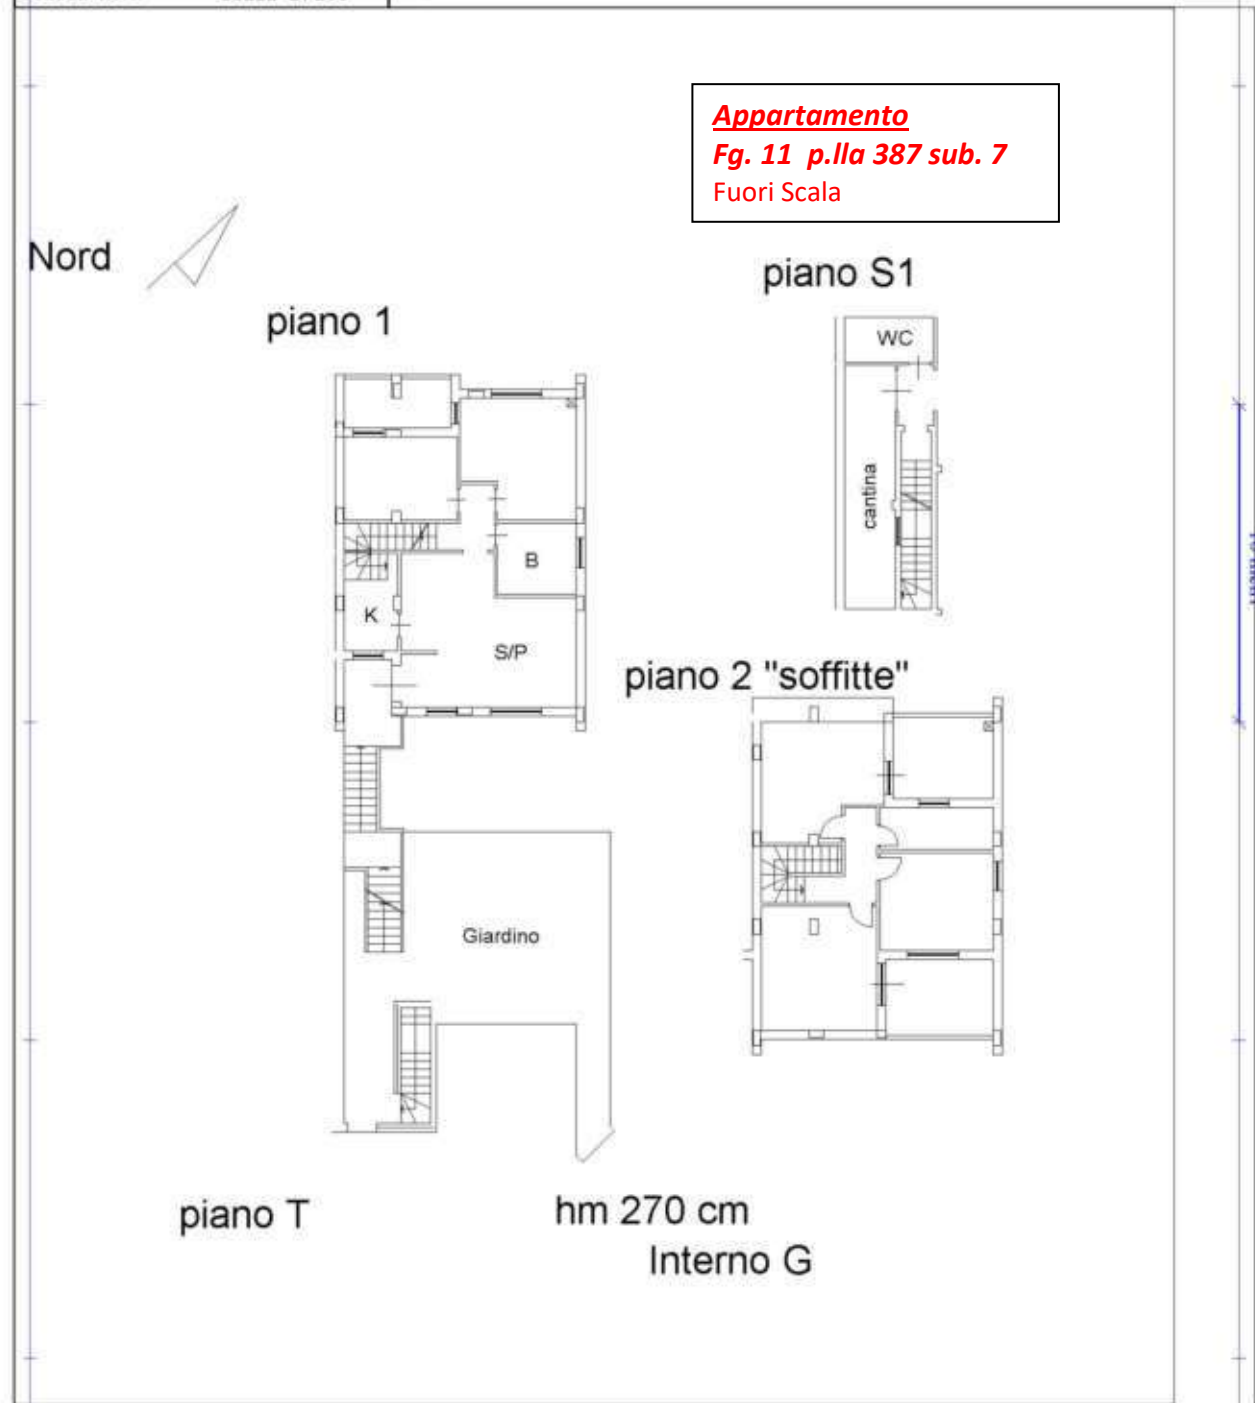 Appartamento
Fg. 11 p.lla 387 sub. 7
Fuori Scala
Nord
piano S1
piano 1
WC
cantina
B
K
S/P
piano 2 "soffitte"
Giardino
piano T
hm 270 cm
Interno G